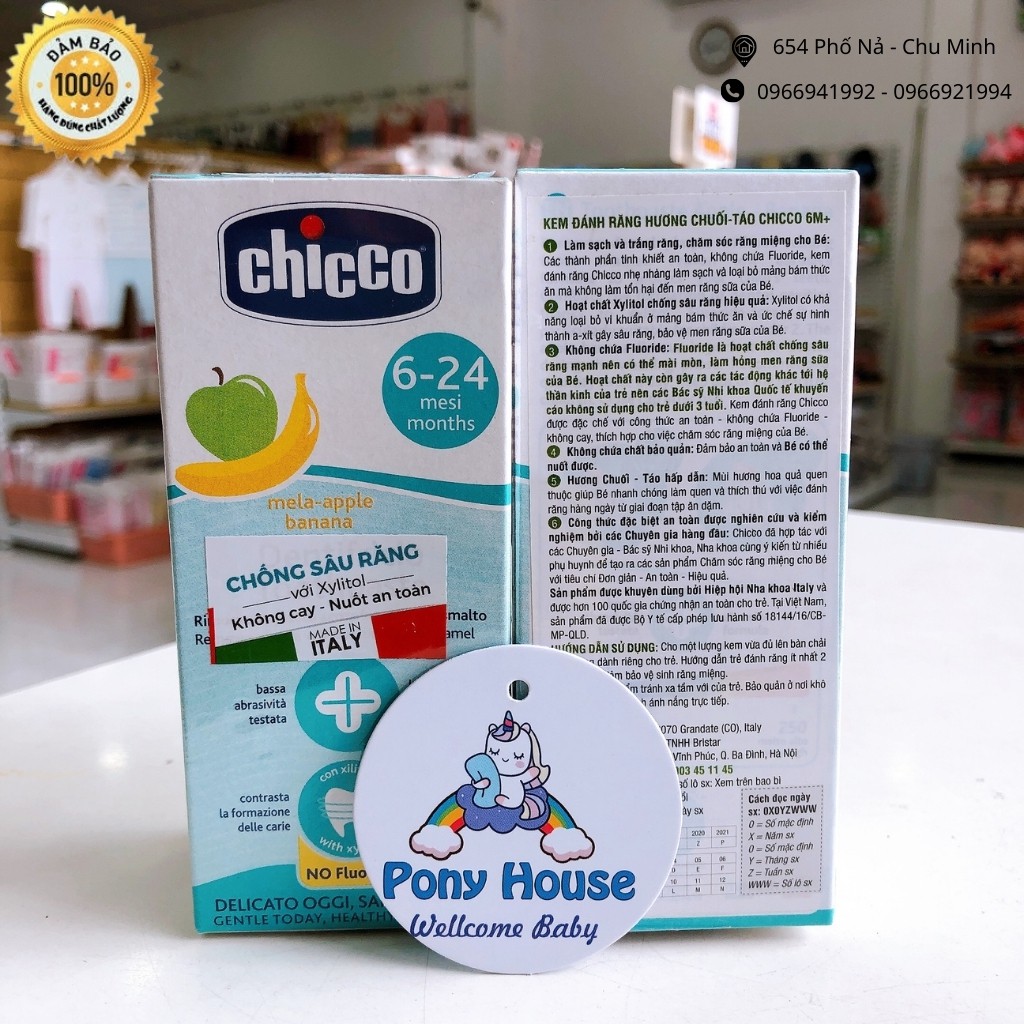 ĐẢM BẢO
100%
HÀNG ĐÚNG CHẤT LƯỢNG
654 Phố Nả - Chu Minh
0966941992 - 0966921994
chicco
6-24
mesi
months
mela-apple
banana
CHỐNG SÂU RĂNG
với Xylitol
Không cay - Nuốt an toàn
MADE IN
ITALY
bassa
abrasività
testata
contrasta
la formazione
delle carie
NO
DELICATO OGGI,
GENTLE TODAY,
KEM ĐÁNH RĂNG HƯƠNG CHUỐI-TÁO CHICCO 6M+
1 Làm sạch và trắng răng, chăm sóc răng miệng cho Bé:
Các thành phần tinh khiết an toàn, không chứa Fluoride, kem
đánh răng Chicco nhẹ nhàng làm sạch và loại bỏ mảng bám thức
ăn mà không làm tổn hại đến men răng sữa của Bé.
2 Hoạt chất Xylitol chống sâu răng hiệu quả: Xylitol có khả
năng loại bỏ vi khuẩn ở mảng bám thức ăn và ức chế sự hình
thành a-xít gây sâu răng, bảo vệ men răng sữa của Bé.
3 Không chứa Fluoride: Fluoride là hoạt chất chống sâu
răng mạnh nên có thể mài mòn, làm hỏng men răng sữa
của Bé. Hoạt chất này còn gây ra các tác động khác tới hệ
thần kinh của trẻ nên các Bác sỹ Nhi khoa Quốc tế khuyến
cáo không sử dụng cho trẻ dưới 3 tuổi. Kem đánh răng Chicco
được đặc chế với công thức an toàn - không chứa Fluoride -
không cay, thích hợp cho việc chăm sóc răng miệng của Bé.
4 Không chứa chất bảo quản: Đảm bảo an toàn và Bé có thể
nuốt được.
5 Hương Chuối - Táo hấp dẫn: Mùi hương hoa quả quen
thuộc giúp Bé nhanh chóng làm quen và thích thú với việc đánh
răng hàng ngày từ giai đoạn tập ăn dặm.
6 Công thức đặc biệt an toàn được nghiên cứu và kiểm
nghiệm bởi các Chuyên gia hàng đầu: Chicco đã hợp tác với
các Chuyên gia - Bác sỹ Nhi khoa, Nha khoa cùng ý kiến từ nhiều
phụ huynh để tạo ra các sản phẩm Chăm sóc răng miệng cho Bé
với tiêu chí Đơn giản - An toàn - Hiệu quả.
Sản phẩm được khuyên dùng bởi Hiệp hội Nha khoa Italy và
được hơn 100 quốc gia chứng nhận an toàn cho trẻ. Tại Việt Nam,
sản phẩm đã được Bộ Y tế cấp phép lưu hành số 18144/16/CB-
MP-QLD.
HƯỚNG DẪN SỬ DỤNG: Cho một lượng kem vừa đủ lên bàn chải
dành riêng cho trẻ. Hướng dẫn trẻ đánh răng ít nhất 2
bảo vệ sinh răng miệng.
tránh xa tầm với của trẻ. Bảo quản ở nơi khô
ánh nắng trực tiếp.
Grandate (CO), Italy
TNHH Bristar
Vĩnh Phúc, Q. Ba Đình, Hà Nội
45 11 45
số lô sx: Xem trên bao bì
sx
2020 2021
Z P
05 06
E F
11 12
M N
Cách đọc ngày
sx: 0X0YZWWW
0 = Số mặc định
X = Năm sx
0 = Số mặc định
Y = Tháng sx
Z = Tuần sx
WWW = Số lô sx
Pony House
Wellcome Baby